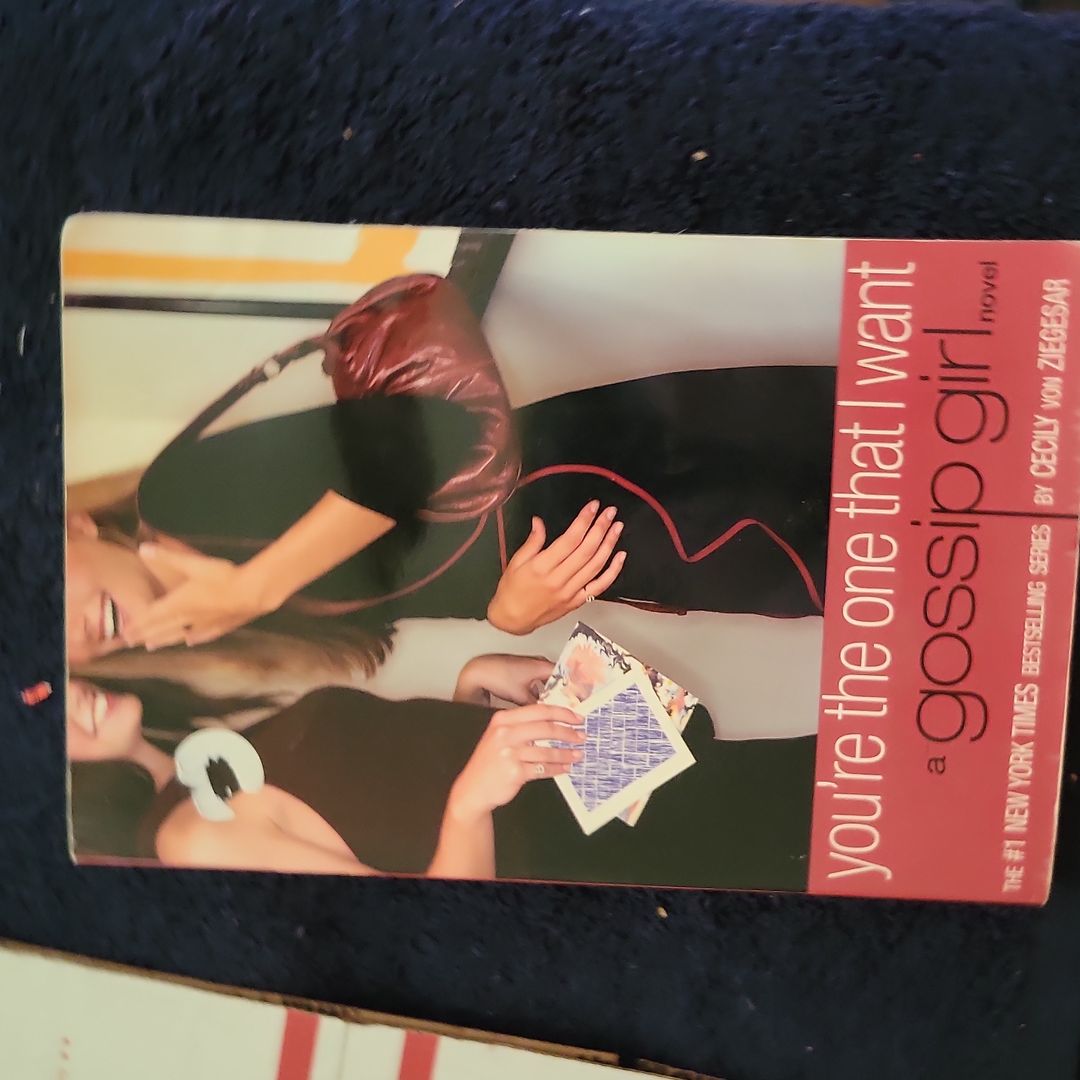 you're the one that I want
a gossip girl novel
THE #1 NEW YORK TIMES BESTSELLING SERIES BY CECILY VON ZIEGESAR